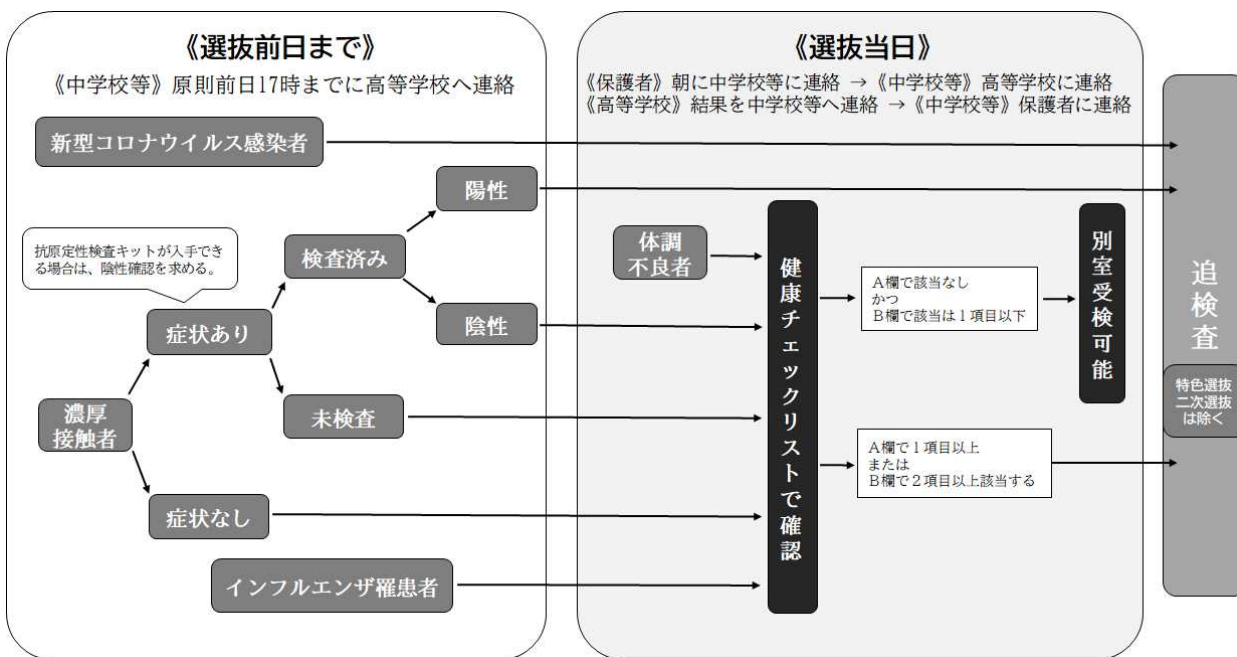 《選抜前日まで》
《中学校等》原則前日17時までに高等学校へ連絡
新型コロナウイルス感染者
陽性
抗原定性検査キットが入手でき
る場合は、陰性確認を求める。
検査済み
症状あり
陰性
濃厚
接触者
未検査
症状なし
インフルエンザ罹患者
《選抜当日》
《保護者》朝に中学校等に連絡 → 《中学校等》高等学校に連絡
《高等学校》結果を中学校等へ連絡 → 《中学校等》保護者に連絡
体調
不良者
健康チェックリストで確認
A欄で該当なし
かつ
B欄で該当は1項目以下
別室受検可能
A欄で1項目以上
または
B欄で2項目以上該当する
追検査
特色選抜
二次選抜
は除く